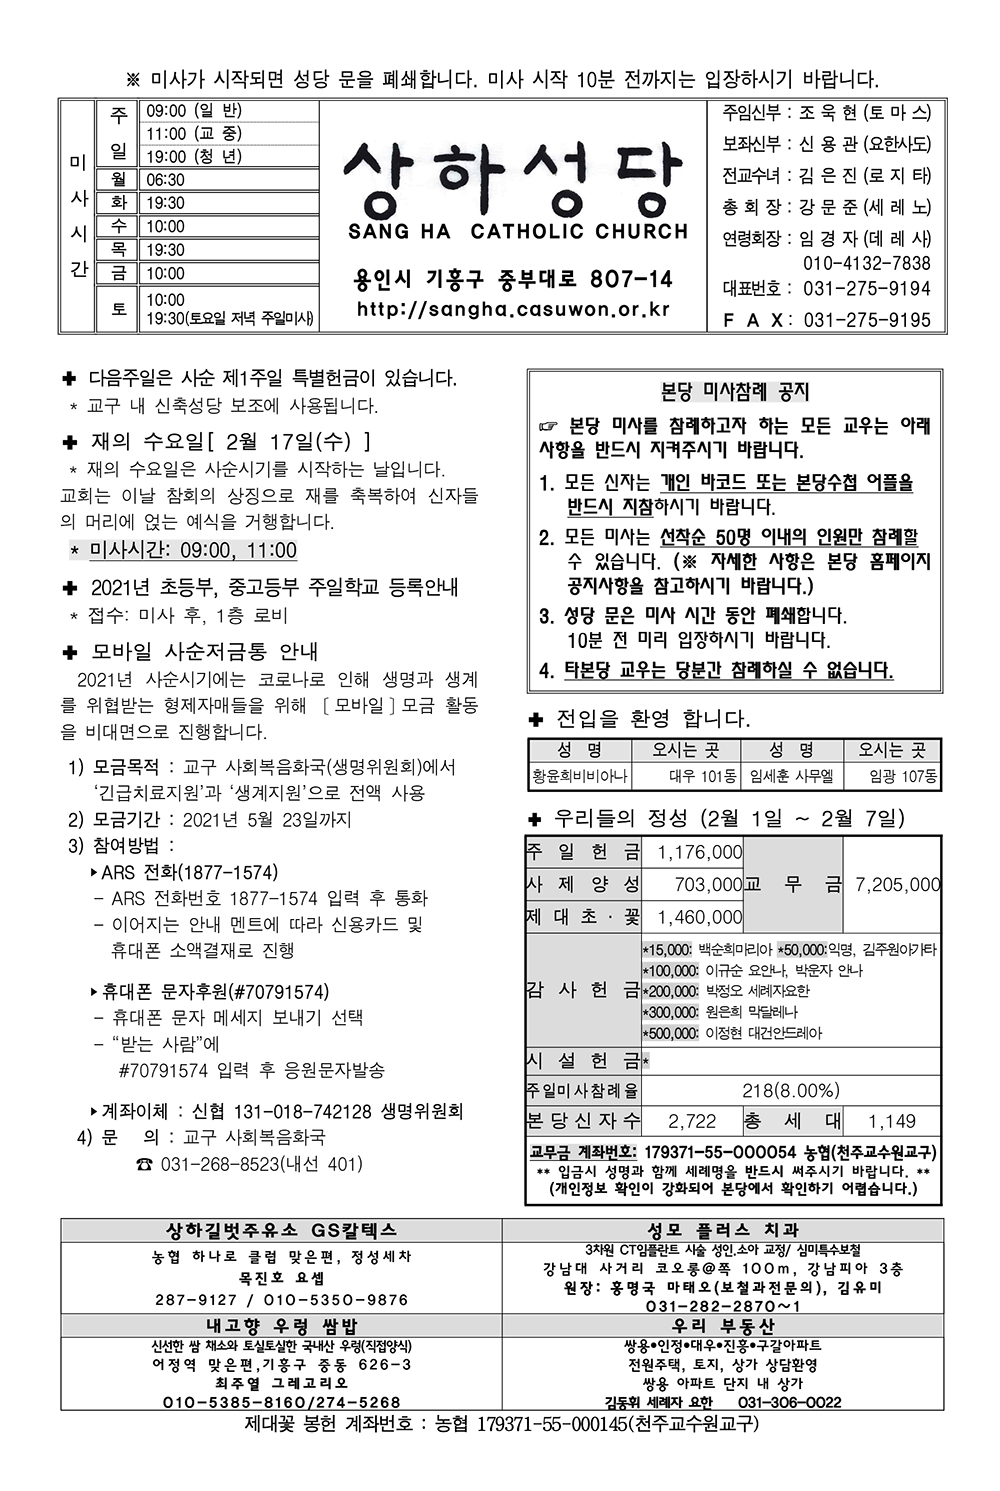 ※ 미사가 시작되면 성당 문을 폐쇄합니다. 미사 시작 10분 전까지는 입장하시기 바랍니다.
미사시간
주일
09:00 (일 반)
11:00 (교 중)
19:00 (청 년)
월 06:30
화 19:30
수 10:00
목 19:30
금 10:00
토 10:00
19:30(토요일 저녁 주일미사)
상하성당
SANG HA CATHOLIC CHURCH
용인시 기흥구 중부대로 807-14
http://sangha.casuwon.or.kr
주임신부 : 조 욱 현 (토 마 스)
보좌신부 : 신 용 관 (요한사도)
전교수녀 : 김 은 진 (로 지 타)
총 회 장 : 강 문 준 (세 레 노)
연령회장 : 임 경 자 (데 레 사)
010-4132-7838
대표번호 : 031-275-9194
F A X : 031-275-9195
✚ 다음주일은 사순 제1주일 특별헌금이 있습니다.
* 교구 내 신축성당 보조에 사용됩니다.
✚ 재의 수요일[ 2월 17일(수) ]
* 재의 수요일은 사순시기를 시작하는 날입니다.
교회는 이날 참회의 상징으로 재를 축복하여 신자들
의 머리에 얹는 예식을 거행합니다.
* 미사시간: 09:00, 11:00
✚ 2021년 초등부, 중고등부 주일학교 등록안내
* 접수: 미사 후, 1층 로비
✚ 모바일 사순저금통 안내
2021년 사순시기에는 코로나로 인해 생명과 생계
를 위협받는 형제자매들을 위해 [모바일] 모금 활동
을 비대면으로 진행합니다.
1) 모금목적 : 교구 사회복음화국(생명위원회)에서
‘긴급치료지원’과 ‘생계지원’으로 전액 사용
2) 모금기간 : 2021년 5월 23일까지
3) 참여방법 :
▸ARS 전화(1877-1574)
- ARS 전화번호 1877-1574 입력 후 통화
- 이어지는 안내 멘트에 따라 신용카드 및
휴대폰 소액결재로 진행
▸휴대폰 문자후원(#70791574)
- 휴대폰 문자 메세지 보내기 선택
- “받는 사람”에
#70791574 입력 후 응원문자발송
▸계좌이체 : 신협 131-018-742128 생명위원회
4) 문 의 : 교구 사회복음화국
☎ 031-268-8523(내선 401)
본당 미사참례 공지
☞ 본당 미사를 참례하고자 하는 모든 교우는 아래
사항을 반드시 지켜주시기 바랍니다.
1. 모든 신자는 개인 바코드 또는 본당수첩 어플을
반드시 지참하시기 바랍니다.
2. 모든 미사는 선착순 50명 이내의 인원만 참례할
수 있습니다. (※ 자세한 사항은 본당 홈페이지
공지사항을 참고하시기 바랍니다.)
3. 성당 문은 미사 시간 동안 폐쇄합니다.
10분 전 미리 입장하시기 바랍니다.
4. 타본당 교우는 당분간 참례하실 수 없습니다.
✚ 전입을 환영 합니다.
성 명 오시는 곳 성 명 오시는 곳
황윤희비비아나 대우 101동 임세훈 사무엘 임광 107동
✚ 우리들의 정성 (2월 1일 ~ 2월 7일)
주 일 헌 금 1,176,000
사 제 양 성 703,000 교 무 금 7,205,000
제 대 초 · 꽃 1,460,000
감 사 헌 금
*15,000: 백순희마리아 *50,000:익명, 김주원아가타
*100,000: 이규순 요안나, 박운자 안나
*200,000: 박정오 세례자요한
*300,000: 원은희 막달레나
*500,000: 이정현 대건안드레아
시 설 헌 금 *
주일미사참례율 218(8.00%)
본당신자수 2,722 총 세 대 1,149
교무금 계좌번호: 179371-55-000054 농협(천주교수원교구)
** 입금시 성명과 함께 세례명을 반드시 써주시기 바랍니다. **
(개인정보 확인이 강화되어 본당에서 확인하기 어렵습니다.)
상하길벗주유소 GS칼텍스
농협 하나로 클럽 맞은편, 정성세차
목진호 요셉
287-9127 / 010-5350-9876
성모 플러스 치과
3차원 CT임플란트 시술 성인.소아 교정/ 심미특수보철
강남대 사거리 코오롱@쪽 100m, 강남피아 3층
원장: 홍명국 마태오(보철과전문의), 김유미
031-282-2870~1
내고향 우렁 쌈밥
신선한 쌈 채소와 토실토실한 국내산 우렁(직접양식)
어정역 맞은편,기흥구 중동 626-3
최주열 그레고리오
010-5385-8160/274-5268
우리 부동산
쌍용•인정•대우•진흥•구갈아파트
전원주택, 토지, 상가 상담환영
쌍용 아파트 단지 내 상가
김동휘 세례자 요한 031-306-0022
제대꽃 봉헌 계좌번호 : 농협 179371-55-000145(천주교수원교구)